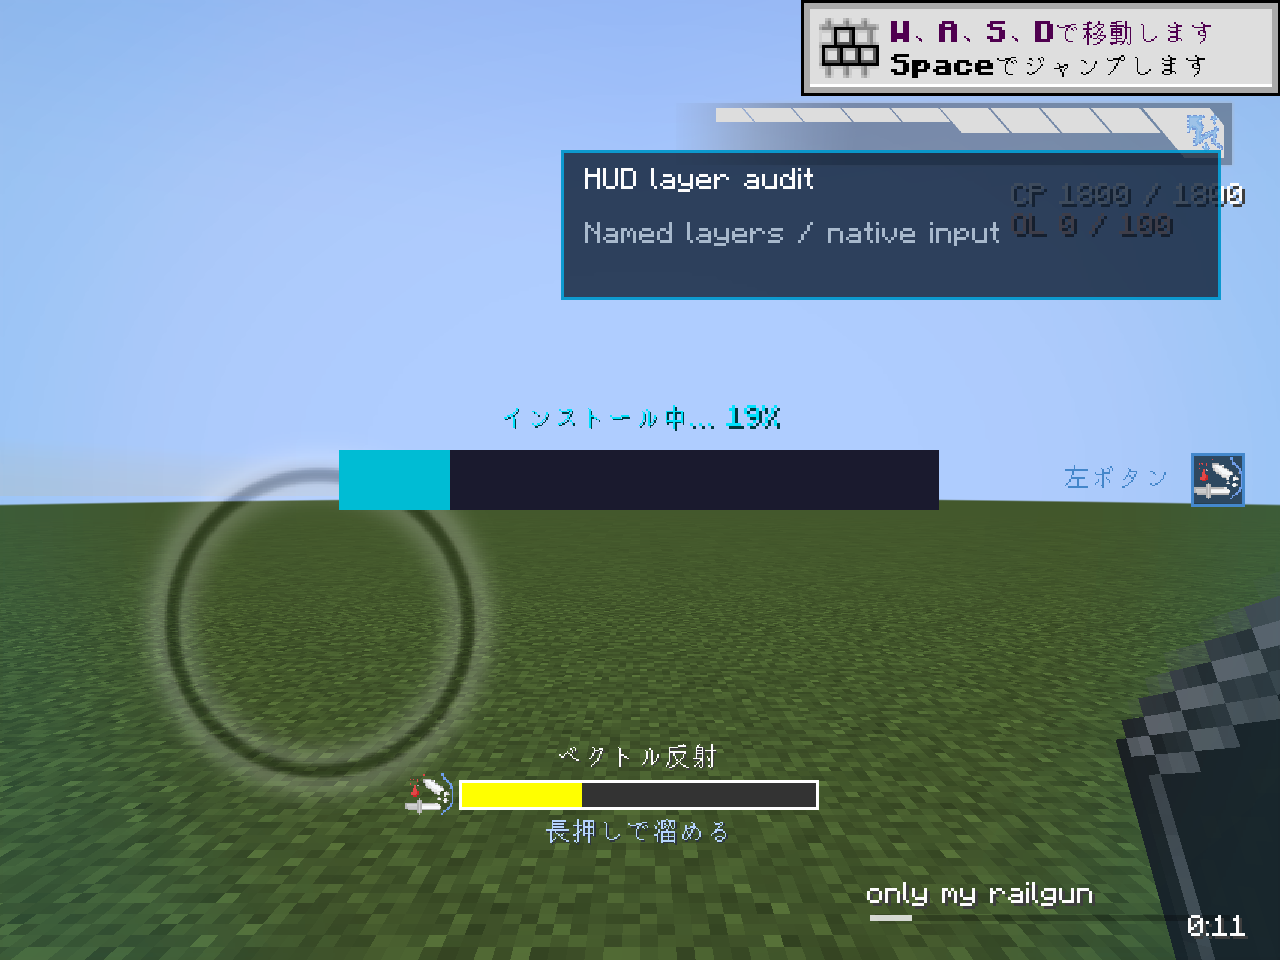 W、A、S、Dで移動します
Spaceでジャンプします
HUD layer audit
CP 1800 / 1800
Named layers / native input
OL 0 / 100
インストール中... 19%
左ボタン
ベクトル反射
長押しで溜める
only my railgun
0:11